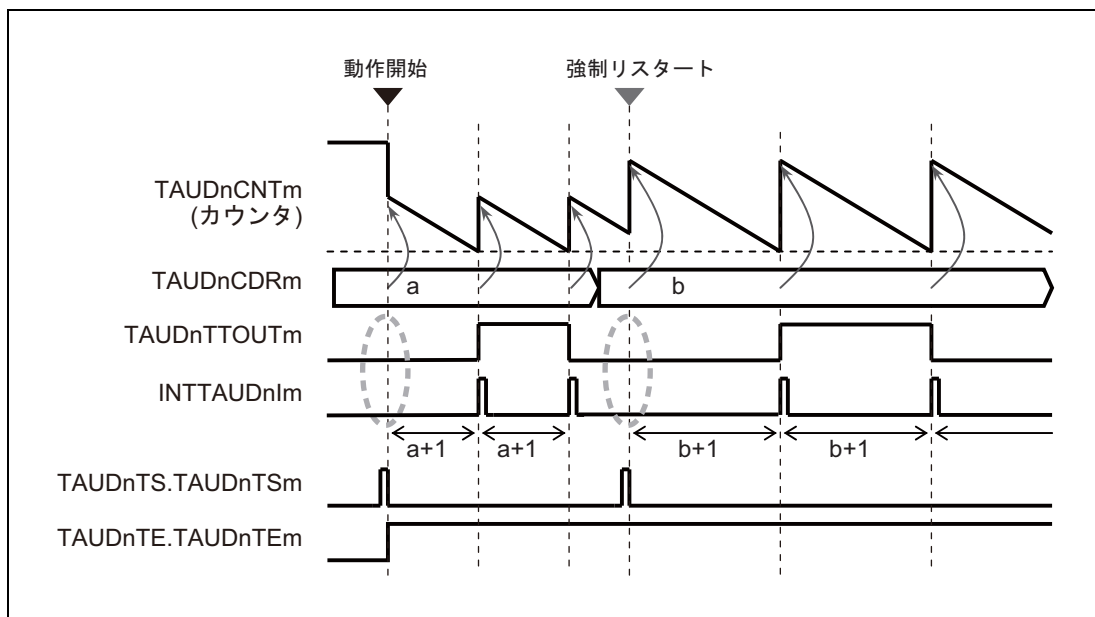 動作開始
強制リスタート
TAUDnCNTm
(カウンタ)
TAUDnCDRm
a
b
TAUDnTTOUTm
INTTAUDnIm
a+1
a+1
b+1
b+1
TAUDnTS.TAUDnTSm
TAUDnTE.TAUDnTEm